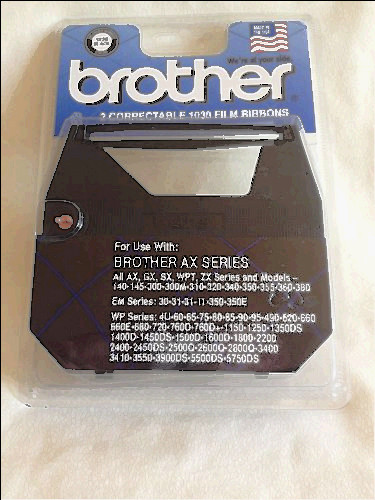 MADE IN THE USA
We're at your side.
brother
2 CORRECTABLE 1030 FILM RIBBONS
For Use With:
BROTHER AX SERIES
All AX, GX, SX, WPT, ZX Series and Models –
140-145-300-300M-310-320-340-350-355-360-380
EM Series: 30-31-31-11-350-350E
WP Series: 40-60-65-75-80-85-90-95-490-520-660
660E-680-720-760D-760D+-1150-1250-1350DS
1400D-1450DS-1500D-1600D-1800-2200
2400-2450DS-2500Q-2600Q-2800Q-3400
3410-3550-3900DS-5500DS-5750DS